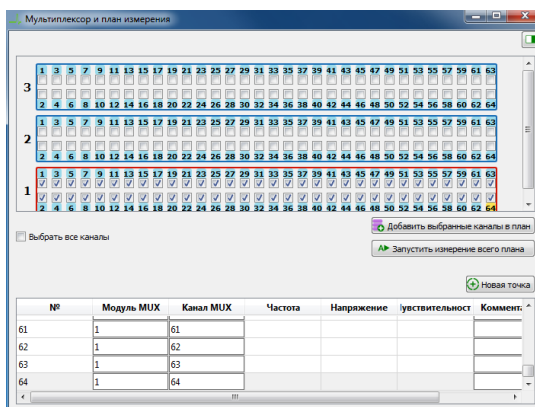 Мультиплексор и план измерения
1 3 5 7 9 11 13 15 17 19 21 23 25 27 29 31 33 35 37 39 41 43 45 47 49 51 53 55 57 59 61 63
3
2 4 6 8 10 12 14 16 18 20 22 24 26 28 30 32 34 36 38 40 42 44 46 48 50 52 54 56 58 60 62 64
1 3 5 7 9 11 13 15 17 19 21 23 25 27 29 31 33 35 37 39 41 43 45 47 49 51 53 55 57 59 61 63
2
2 4 6 8 10 12 14 16 18 20 22 24 26 28 30 32 34 36 38 40 42 44 46 48 50 52 54 56 58 60 62 64
1 3 5 7 9 11 13 15 17 19 21 23 25 27 29 31 33 35 37 39 41 43 45 47 49 51 53 55 57 59 61 63
1
2 4 6 8 10 12 14 16 18 20 22 24 26 28 30 32 34 36 38 40 42 44 46 48 50 52 54 56 58 60 62 64
Добавить выбранные каналы в план
Выбрать все каналы
Запустить измерение всего плана
Новая точка
№ Модуль MUX Канал MUX Частота Напряжение Чувствительност Коммента
61 1 61
62 1 62
63 1 63
64 1 64